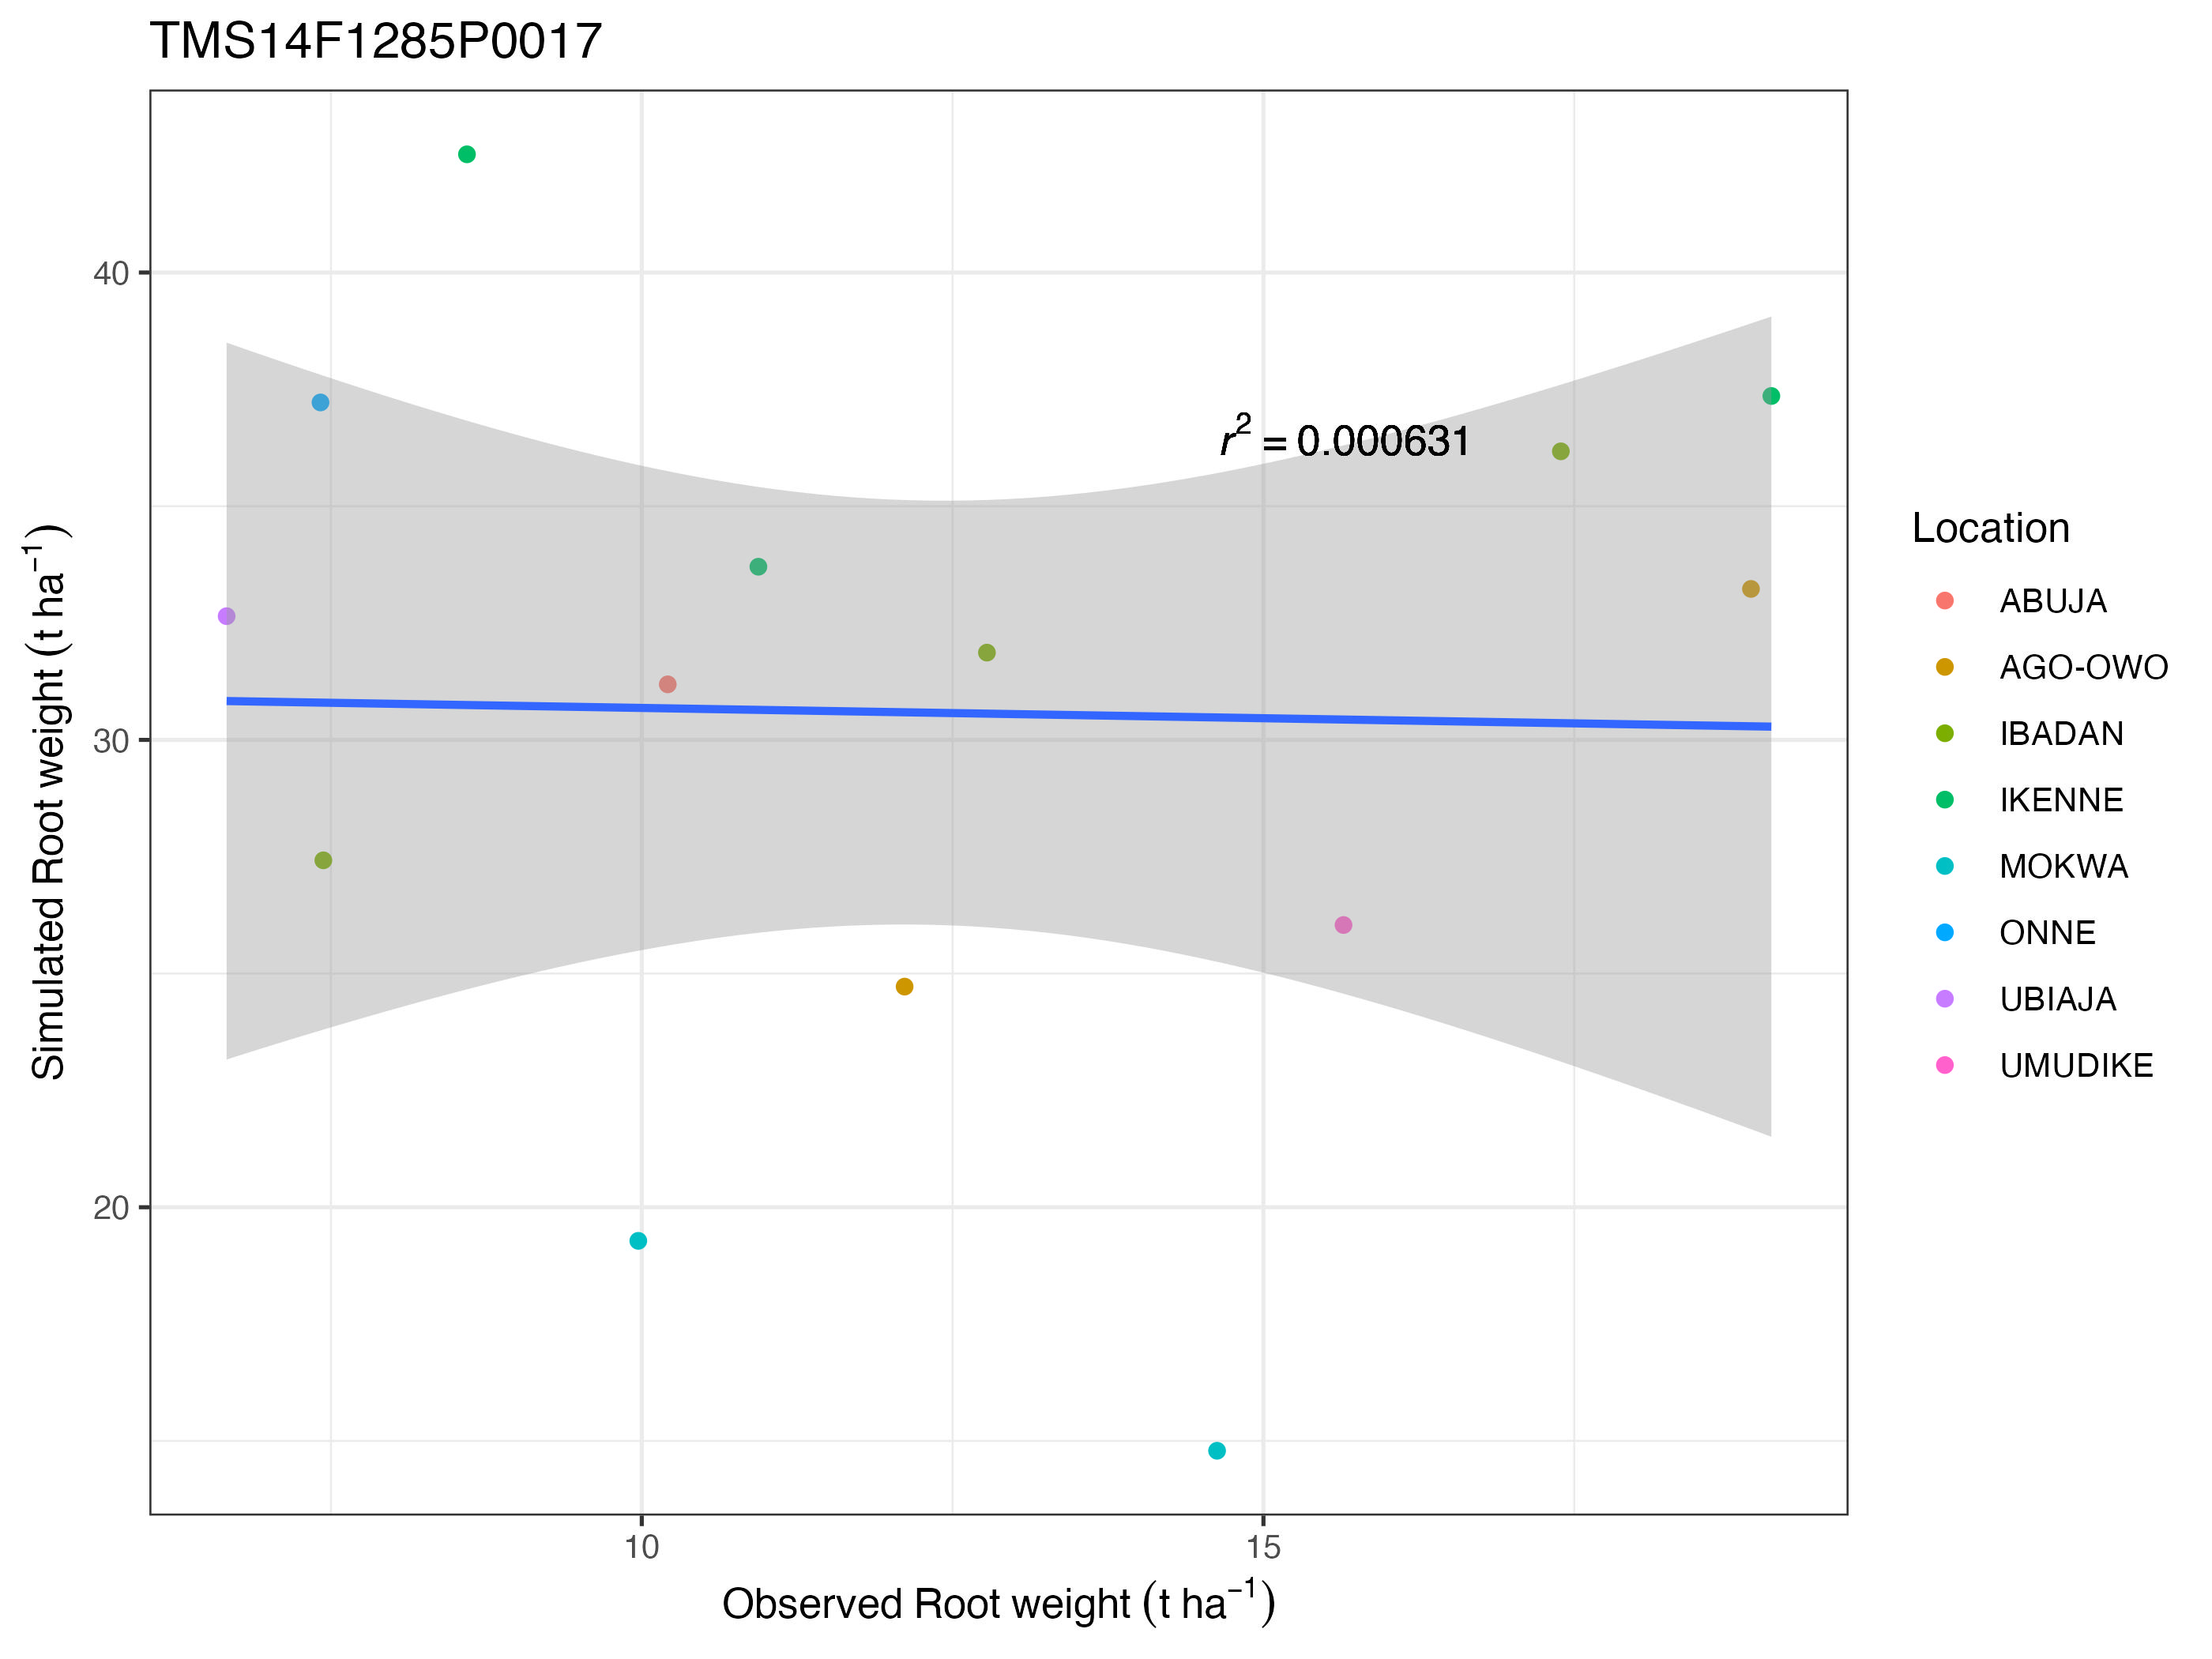 TMS14F1285P0017
40
30
20
Simulated Root weight (t ha⁻¹)
r² = 0.000631
10
15
Observed Root weight (t ha⁻¹)
Location
ABUJA
AGO-OWO
IBADAN
IKENNE
MOKWA
ONNE
UBIAJA
UMUDIKE